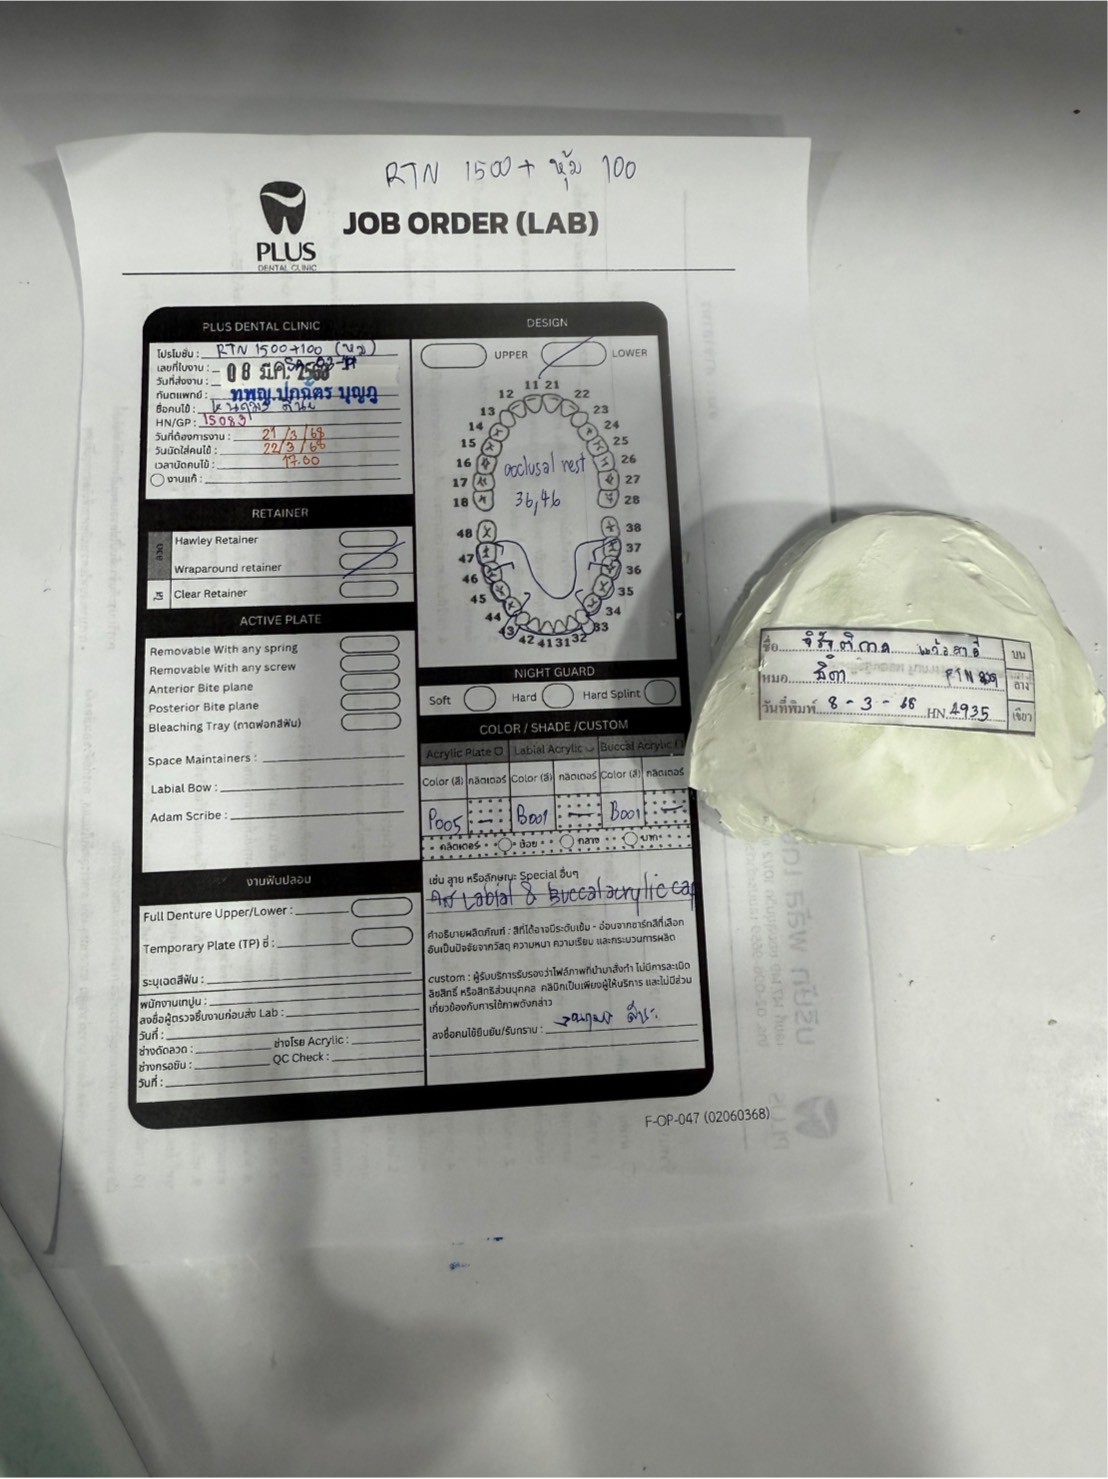 RTN 1500 + หุ้ม 100
PLUS
DENTAL CLINIC
JOB ORDER (LAB)
PLUS DENTAL CLINIC
โปรโมชั่น : RTN 1500+100 (หุ้ม)
เลขที่ใบงาน :
วันที่ส่งงาน : 08 มี.ค. 2568
ทันตแพทย์ : ทพญ.ปภฉัตร บุญภู
ชื่อคนไข้ :
HN/GP : 15083
วันที่ต้องการงาน : 21/3/68
วันนัดใส่คนไข้ : 22/3/68
เวลานัดคนไข้ : 17.00
งานแก้ :
RETAINER
ลวด
Hawley Retainer
Wraparound retainer
ใส
Clear Retainer
ACTIVE PLATE
Removable With any spring
Removable With any screw
Anterior Bite plane
Posterior Bite plane
Bleaching Tray (ถาดฟอกสีฟัน)
Space Maintainers :
Labial Bow :
Adam Scribe :
งานฟันปลอม
Full Denture Upper/Lower :
Temporary Plate (TP) ซี่ :
ระบุเฉดสีฟัน :
พนักงานเทปูน :
ลงชื่อผู้ตรวจชิ้นงานก่อนส่ง Lab :
วันที่ :
ช่างดัดลวด : ช่างโรย Acrylic :
ช่างกรอขัด : QC Check :
วันที่ :
DESIGN
UPPER LOWER
11 21
12 22
13 23
14 24
15 25
16 26
17 27
18 28
occlusal rest
36,46
48 38
47 37
46 36
45 35
44 34
43 33
42 41 31 32
NIGHT GUARD
Soft Hard Hard Splint
COLOR / SHADE /CUSTOM
Acrylic Plate Labial Acrylic Buccal Acrylic
Color (สี) กลิตเตอร์ Color (สี) กลิตเตอร์ Color (สี) กลิตเตอร์
P005 - B001 - B001 -
กลิตเตอร์ น้อย กลาง มาก
เช่น ลาย หรือลักษณะ Special อื่นๆ
Labial & Buccal acrylic cap
คำอธิบายผลิตภัณฑ์ : สีที่ได้อาจมีระดับเข้ม - อ่อนจากชาร์ทสีที่เลือก
อันเป็นปัจจัยจากวัสดุ ความหนา ความเรียบ และกระบวนการผลิต
custom : ผู้รับบริการรับรองว่าไฟล์ภาพที่นำมาสั่งทำ ไม่มีการละเมิด
ลิขสิทธิ์ หรือสิทธิส่วนบุคคล คลินิกเป็นเพียงผู้ให้บริการ และไม่มีส่วน
เกี่ยวข้องกับการใช้ภาพดังกล่าว
ลงชื่อคนไข้ยืนยัน/รับทราบ :
F-OP-047 (02060368)
ชื่อ บน
หมอ RTN ล่าง
วันที่พิมพ์ 8 - 3 - 68 HN 4935 เขียว